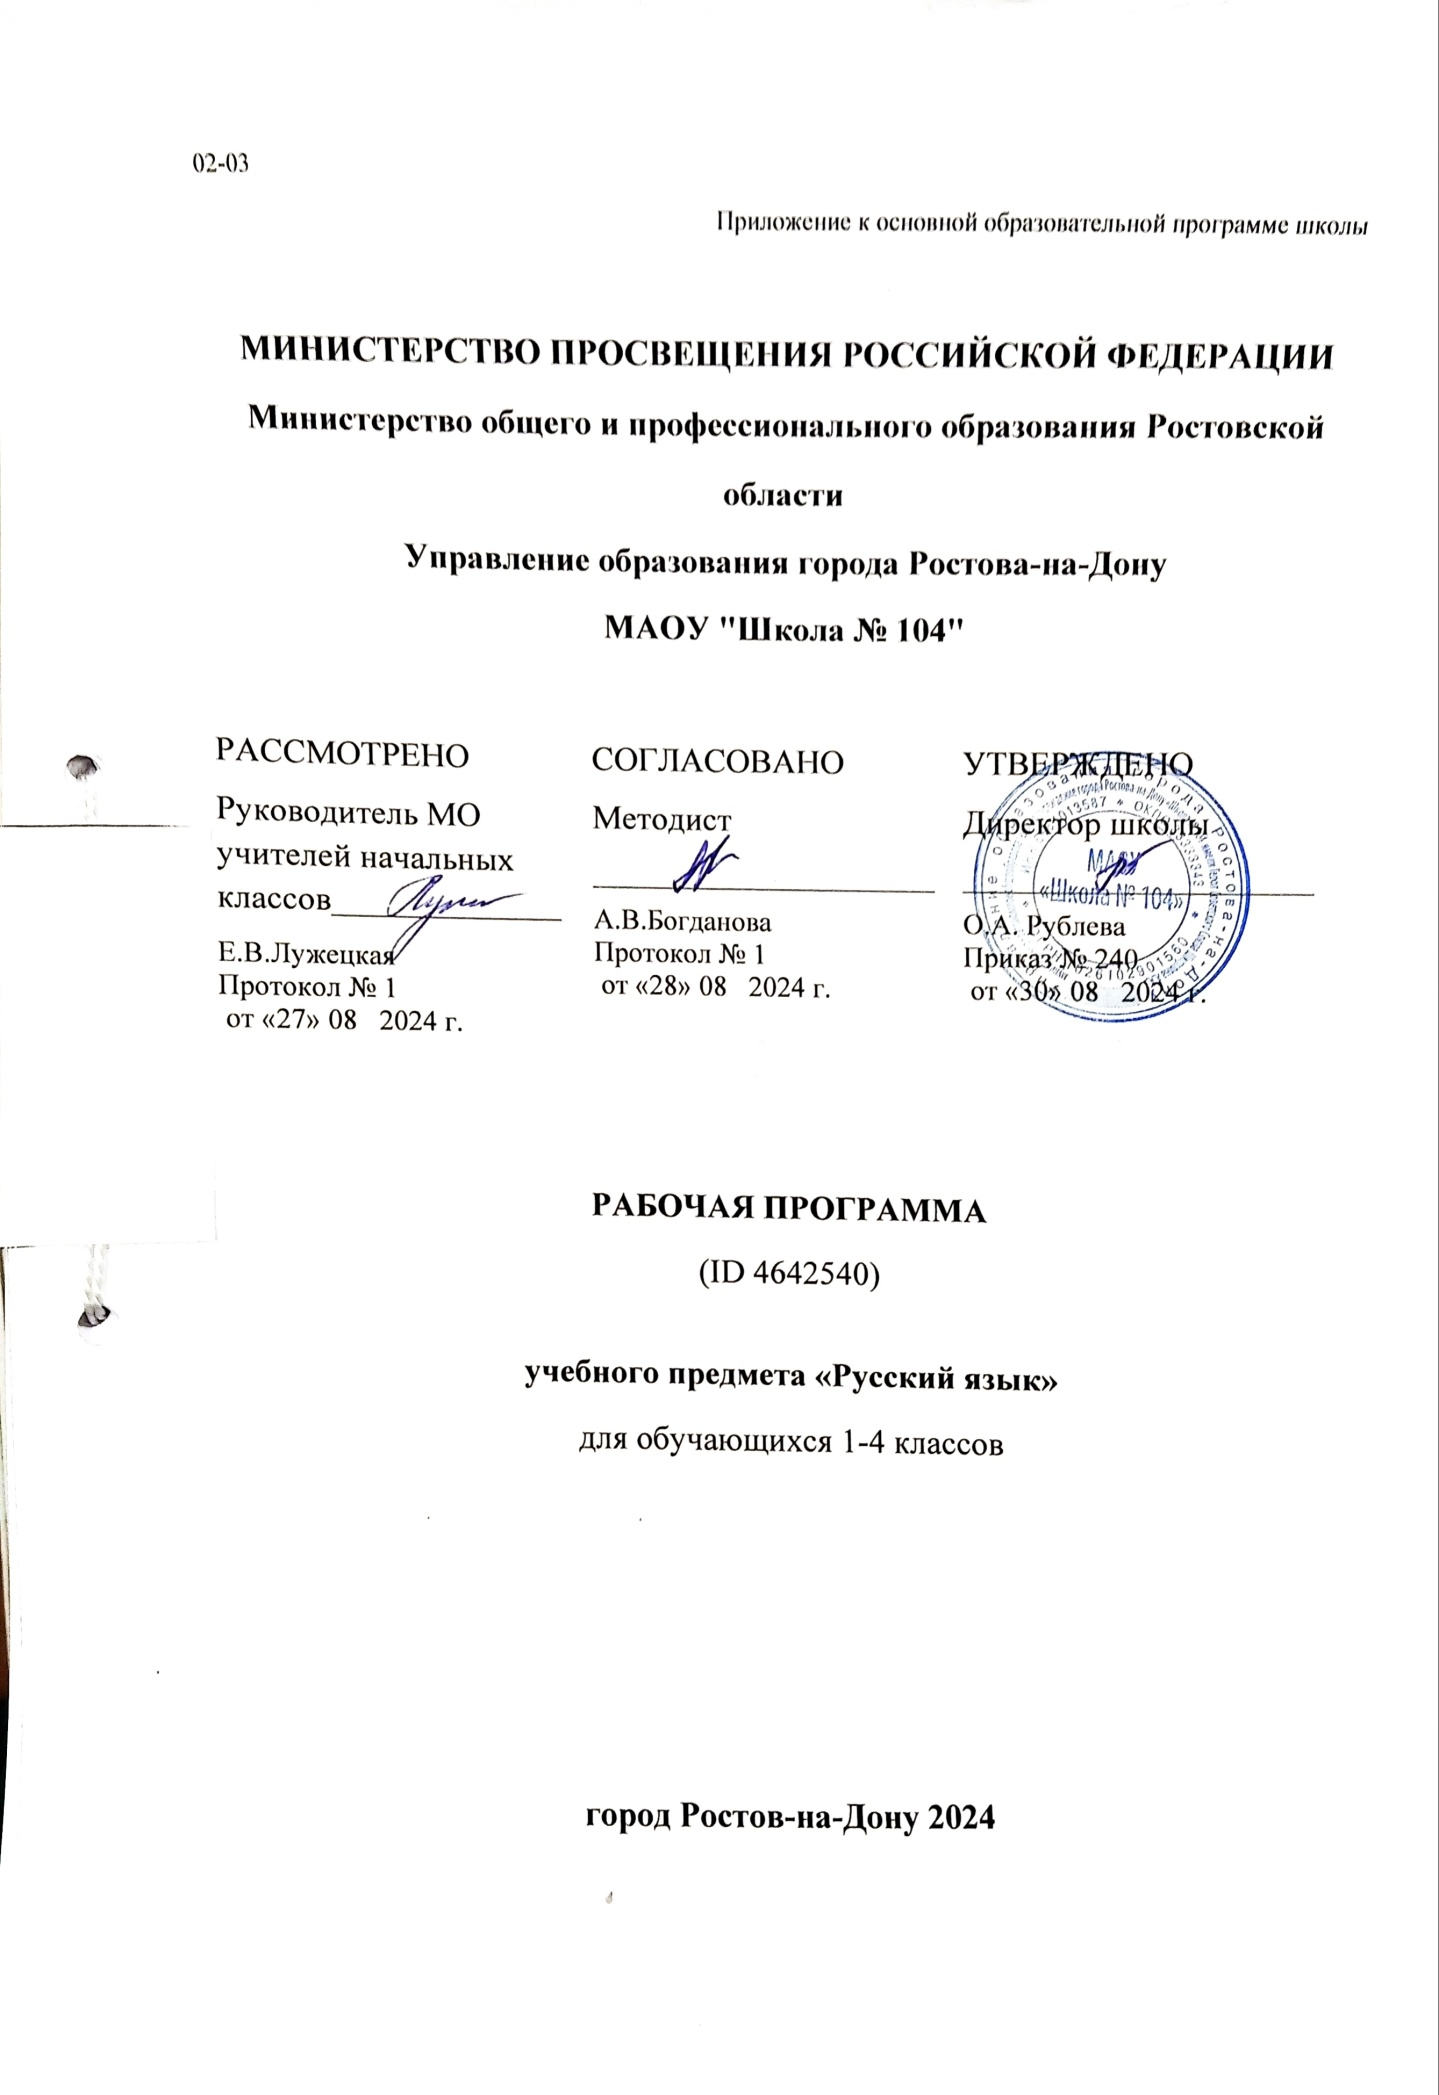 02-03
Приложение к основной образовательной программе школы
МИНИСТЕРСТВО ПРОСВЕЩЕНИЯ РОССИЙСКОЙ ФЕДЕРАЦИИ
Министерство общего и профессионального образования Ростовской
области
Управление образования города Ростова-на-Дону
МАОУ "Школа № 104"
РАССМОТРЕНО
Руководитель МО
учителей начальных
классов
Е.В.Лужецкая
Протокол № 1
от «27» 08 2024 г.
СОГЛАСОВАНО
Методист
А.В.Богданова
Протокол № 1
от «28» 08 2024 г.
УТВЕРЖДЕНО
Директор школы
О.А. Рублева
Приказ № 240
от «30» 08 2024 г.
МАОУ
«Школа № 104»
РАБОЧАЯ ПРОГРАММА
(ID 4642540)
учебного предмета «Русский язык»
для обучающихся 1-4 классов
город Ростов-на-Дону 2024